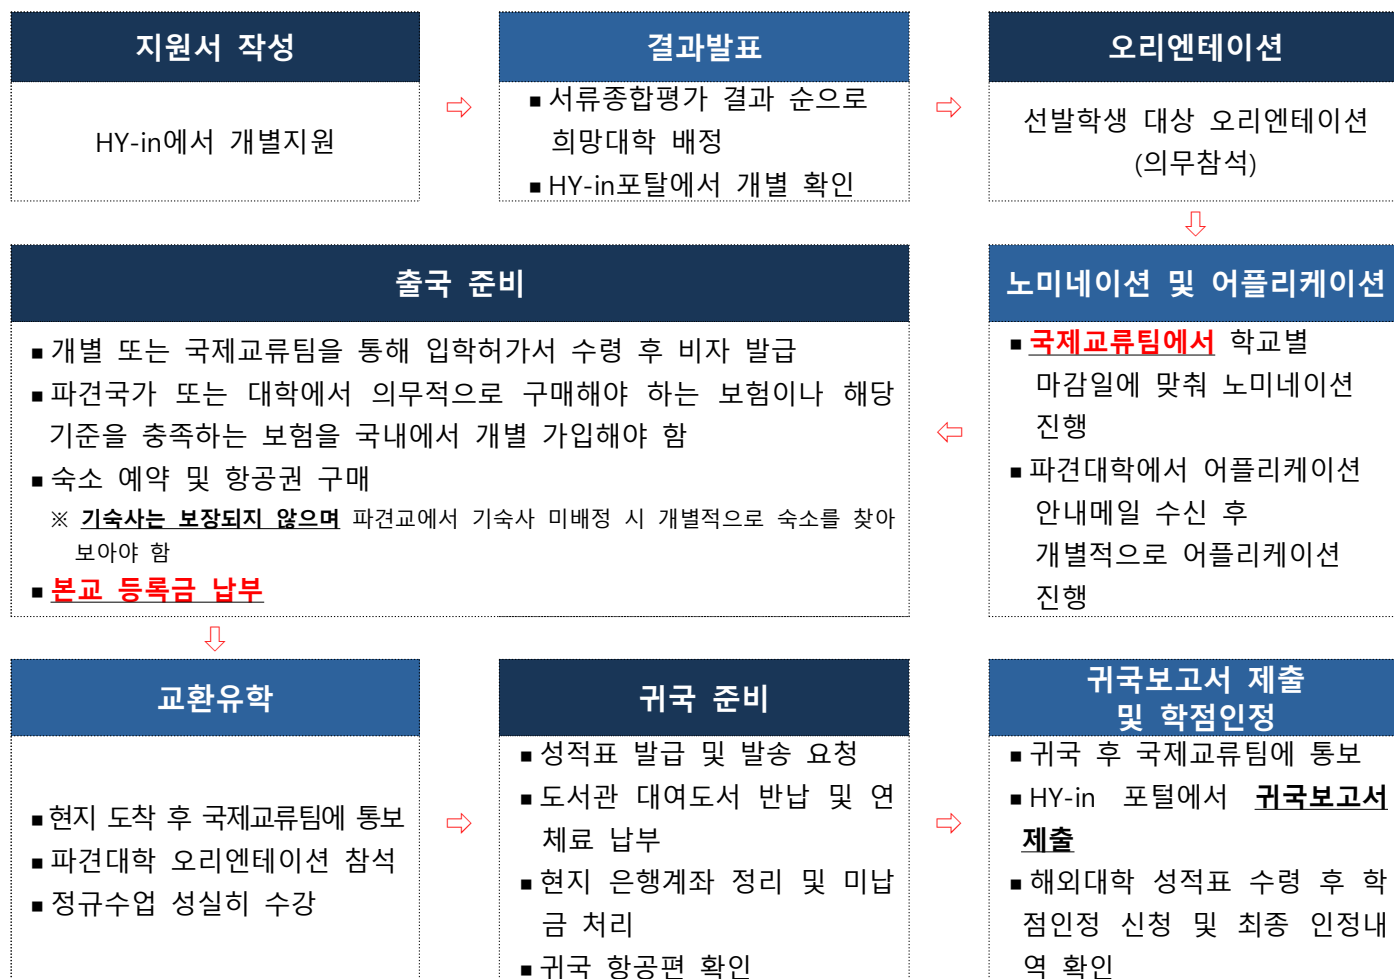 지원서 작성
HY-in에서 개별지원
결과발표
■ 서류종합평가 결과 순으로
희망대학 배정
■ HY-in포탈에서 개별 확인
오리엔테이션
선발학생 대상 오리엔테이션
(의무참석)
노미네이션 및 어플리케이션
■ 국제교류팀에서 학교별
마감일에 맞춰 노미네이션
진행
■ 파견대학에서 어플리케이션
안내메일 수신 후
개별적으로 어플리케이션
진행
출국 준비
■ 개별 또는 국제교류팀을 통해 입학허가서 수령 후 비자 발급
■ 파견국가 또는 대학에서 의무적으로 구매해야 하는 보험이나 해당
기준을 충족하는 보험을 국내에서 개별 가입해야 함
■ 숙소 예약 및 항공권 구매
※ 기숙사는 보장되지 않으며 파견교에서 기숙사 미배정 시 개별적으로 숙소를 찾아
보아야 함
■ 본교 등록금 납부
교환유학
■ 현지 도착 후 국제교류팀에 통보
■ 파견대학 오리엔테이션 참석
■ 정규수업 성실히 수강
귀국 준비
■ 성적표 발급 및 발송 요청
■ 도서관 대여도서 반납 및 연
체료 납부
■ 현지 은행계좌 정리 및 미납
금 처리
■ 귀국 항공편 확인
귀국보고서 제출
및 학점인정
■ 귀국 후 국제교류팀에 통보
■ HY-in 포털에서 귀국보고서
제출
■ 해외대학 성적표 수령 후 학
점인정 신청 및 최종 인정내
역 확인